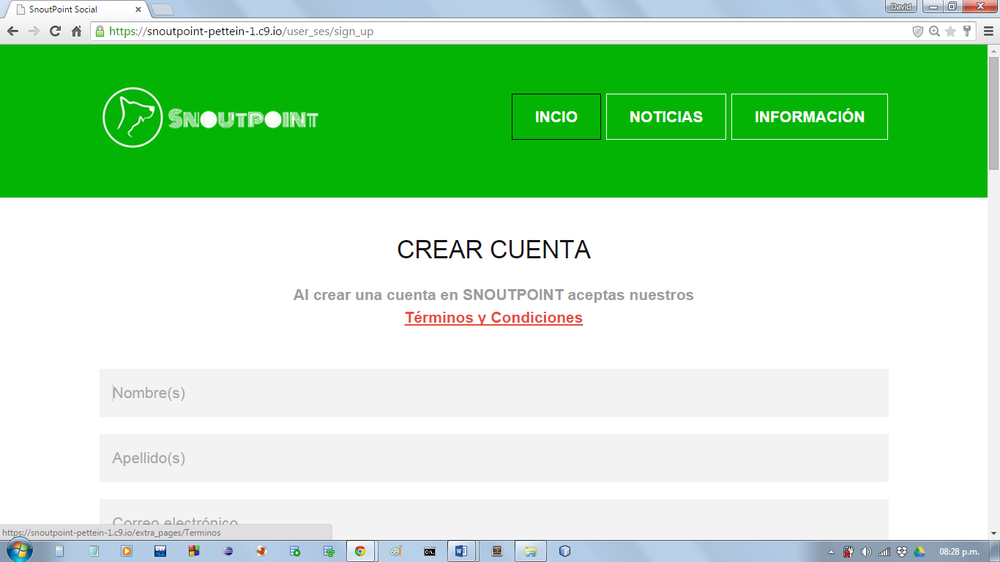 SnoutPoint Social
David
https://snoutpoint-pettein-1.c9.io/user_ses/sign_up
SNOUTPOINT
INCIO
NOTICIAS
INFORMACIÓN
CREAR CUENTA
Al crear una cuenta en SNOUTPOINT aceptas nuestros
Términos y Condiciones
Nombre(s)
Apellido(s)
Correo electrónico
https://snoutpoint-pettein-1.c9.io/extra_pages/Terminos
08:28 p.m.